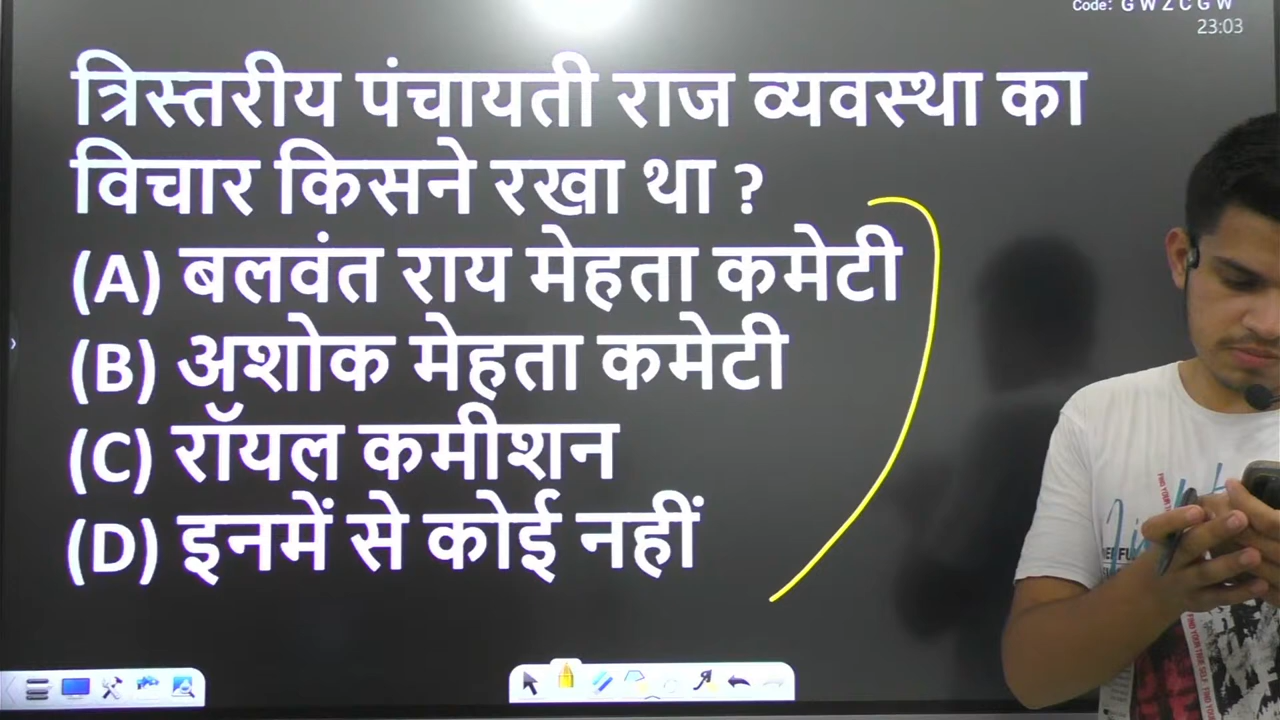 Code: G W Z C G W
23:03
त्रिस्तरीय पंचायती राज व्यवस्था का
विचार किसने रखा था ?
(A) बलवंत राय मेहता कमेटी
(B) अशोक मेहता कमेटी
(C) रॉयल कमीशन
(D) इनमें से कोई नहीं